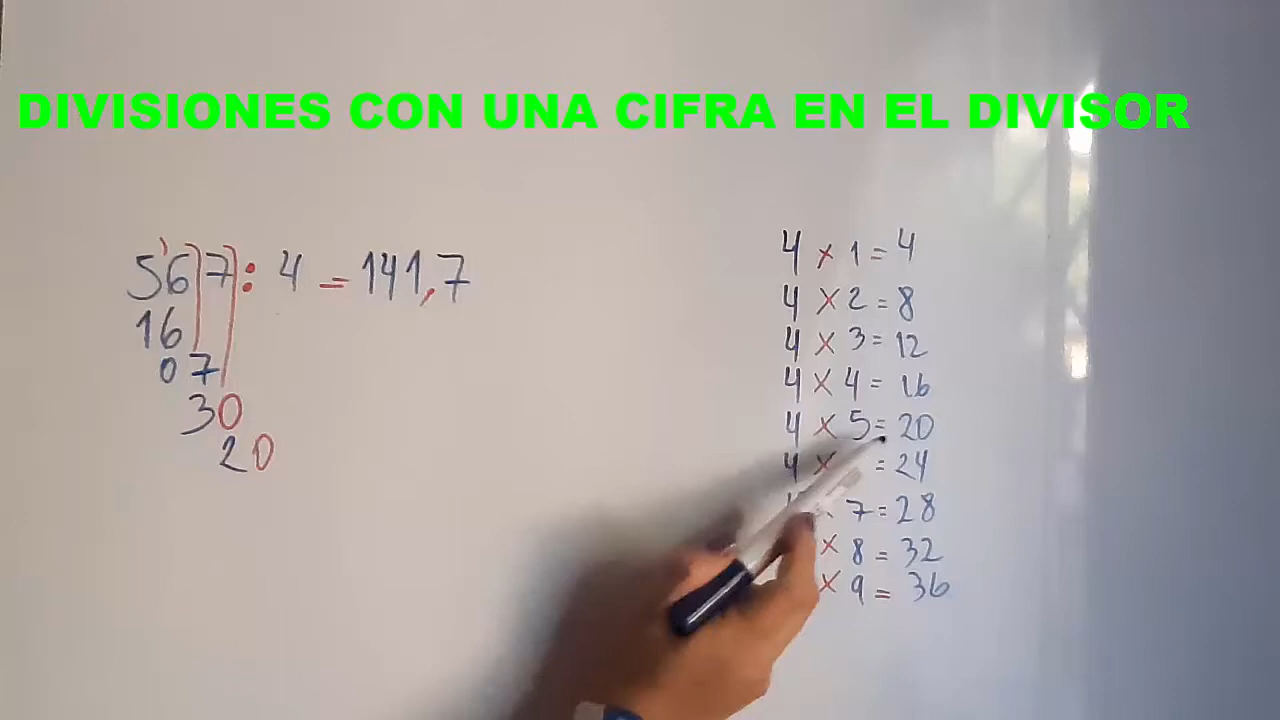 DIVISIONES CON UNA CIFRA EN EL DIVISOR
567 : 4 = 141,7
16
07
30
20
4 x 1 = 4
4 x 2 = 8
4 x 3 = 12
4 x 4 = 16
4 x 5 = 20
4 x = 24
x 7 = 28
x 8 = 32
x 9 = 36